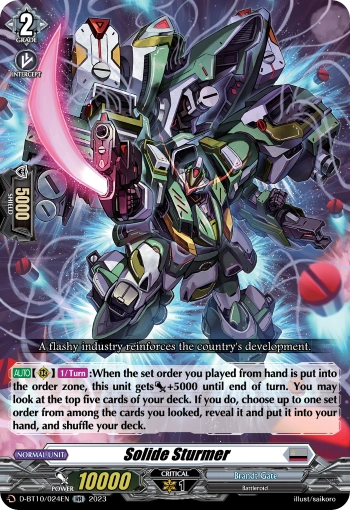 2
GRADE
INTERCEPT
5000
SHIELD
A flashy industry reinforces the country's development.
AUTO 1/Turn :When the set order you played from hand is put into
the order zone, this unit gets +5000 until end of turn. You may
look at the top five cards of your deck. If you do, choose up to one set
order from among the cards you looked, reveal it and put it into your
hand, and shuffle your deck.
NORMAL UNIT
Solide Sturmer
POWER 10000
CRITICAL
1
Brandt Gate
Battleroid
D-BT10/024EN RR 2023
illust/saikoro